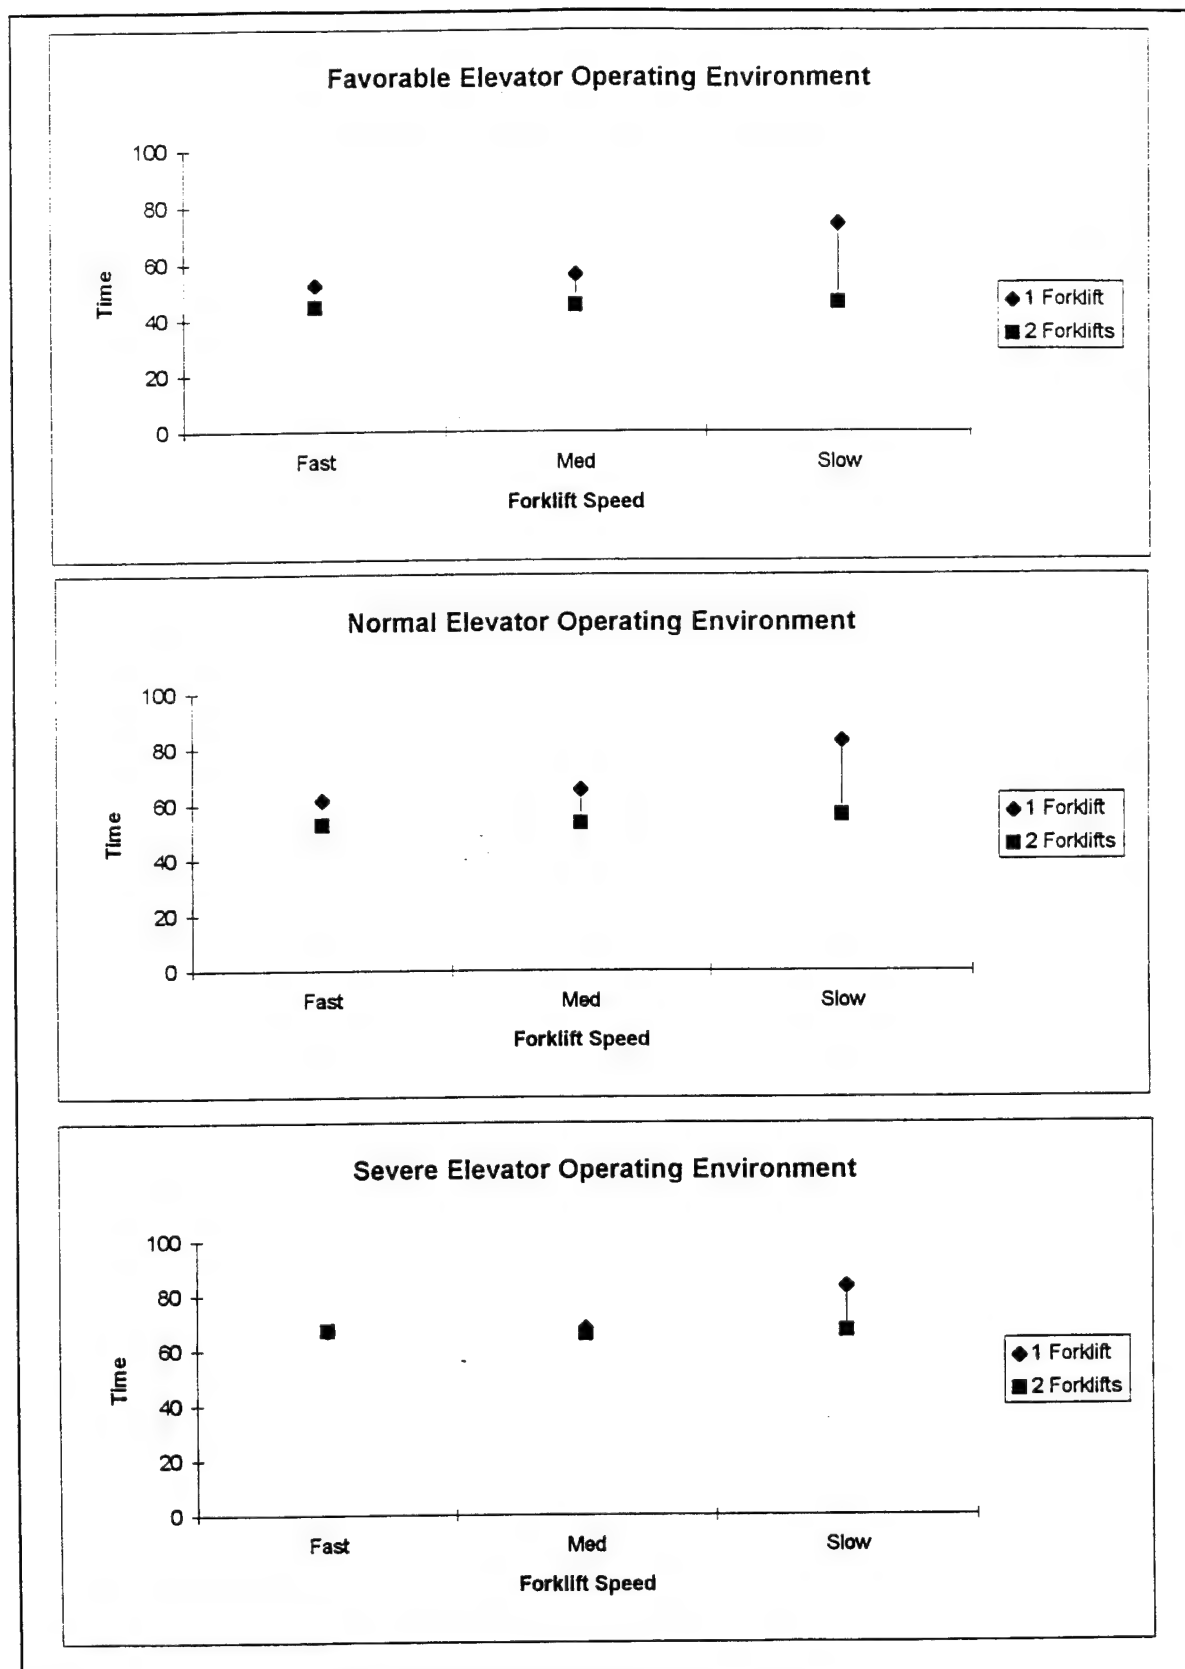 Favorable Elevator Operating Environment
100
80
60
40
20
0
Time
Fast Med Slow
Forklift Speed
1 Forklift
2 Forklifts
Normal Elevator Operating Environment
100
80
60
40
20
0
Time
Fast Med Slow
Forklift Speed
1 Forklift
2 Forklifts
Severe Elevator Operating Environment
100
80
60
40
20
0
Time
Fast Med Slow
Forklift Speed
1 Forklift
2 Forklifts